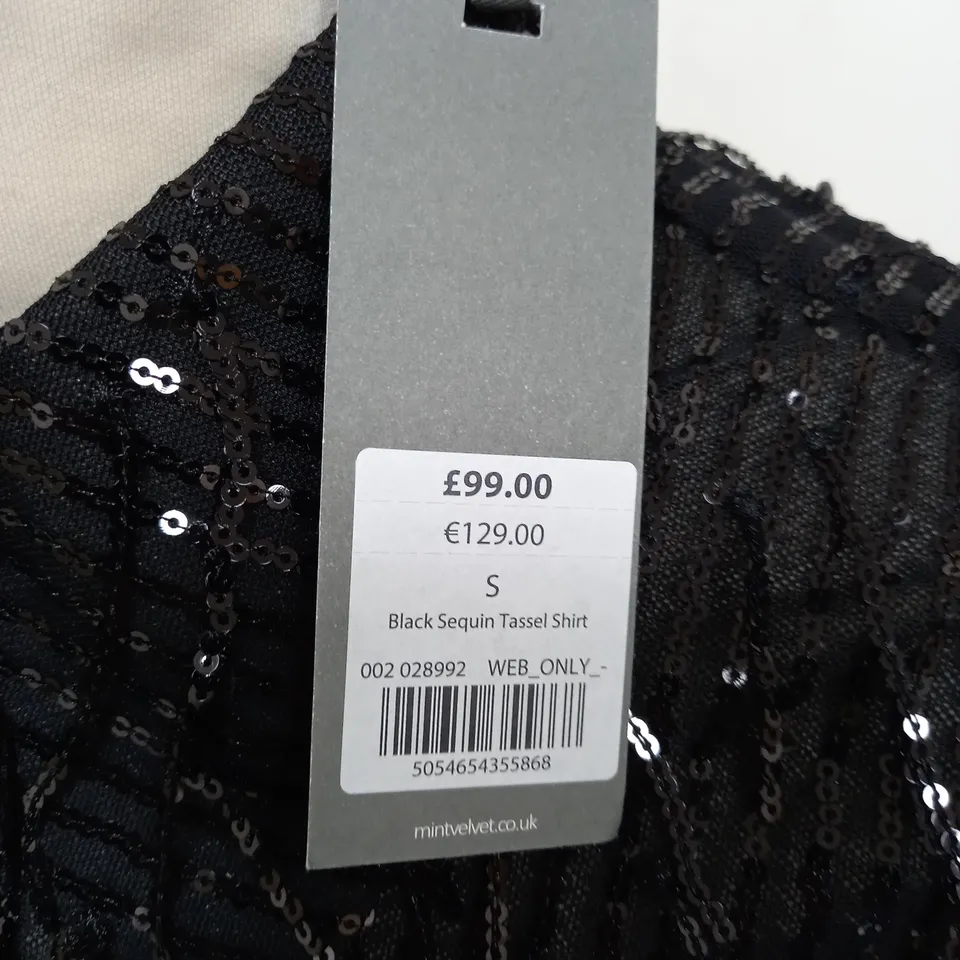 £99.00
€129.00
S
Black Sequin Tassel Shirt
002 028992 WEB_ONLY_-
5054654355868
mintvelvet.co.uk